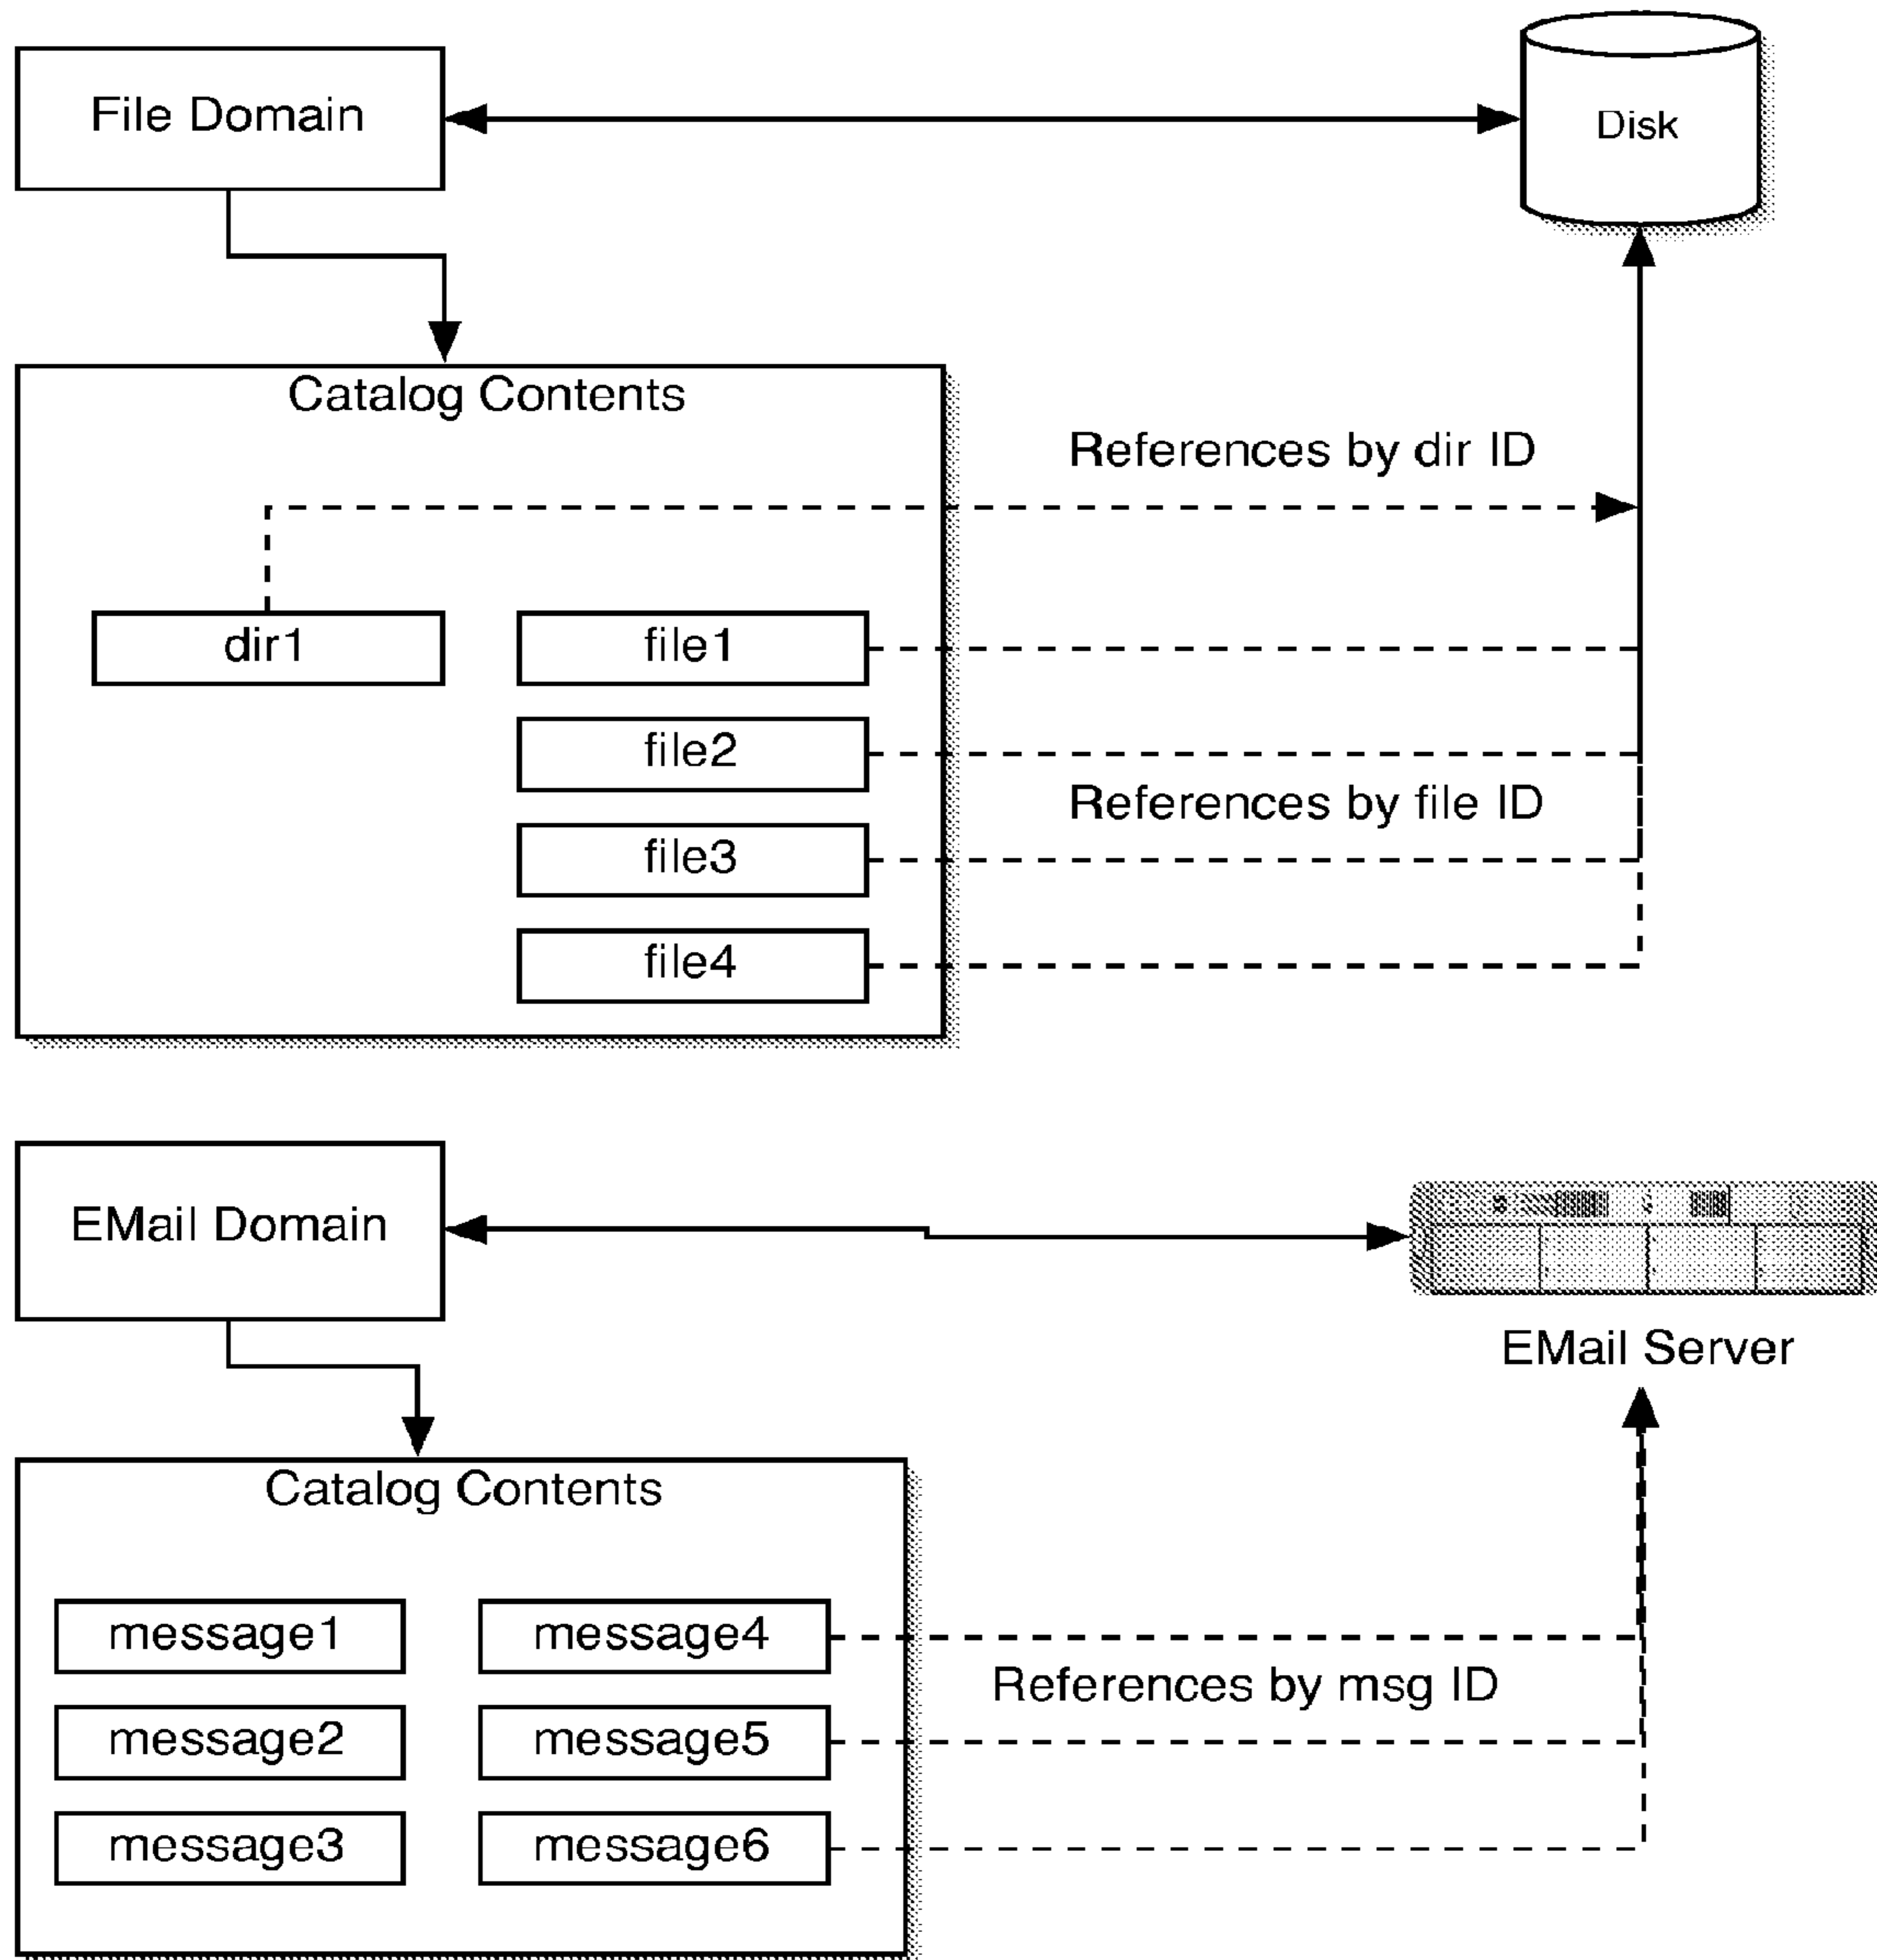 File Domain
Disk
Catalog Contents
References by dir ID
dir1
file1
file2
References by file ID
file3
file4
EMail Domain
EMail Server
Catalog Contents
message1
message4
References by msg ID
message2
message5
message3
message6